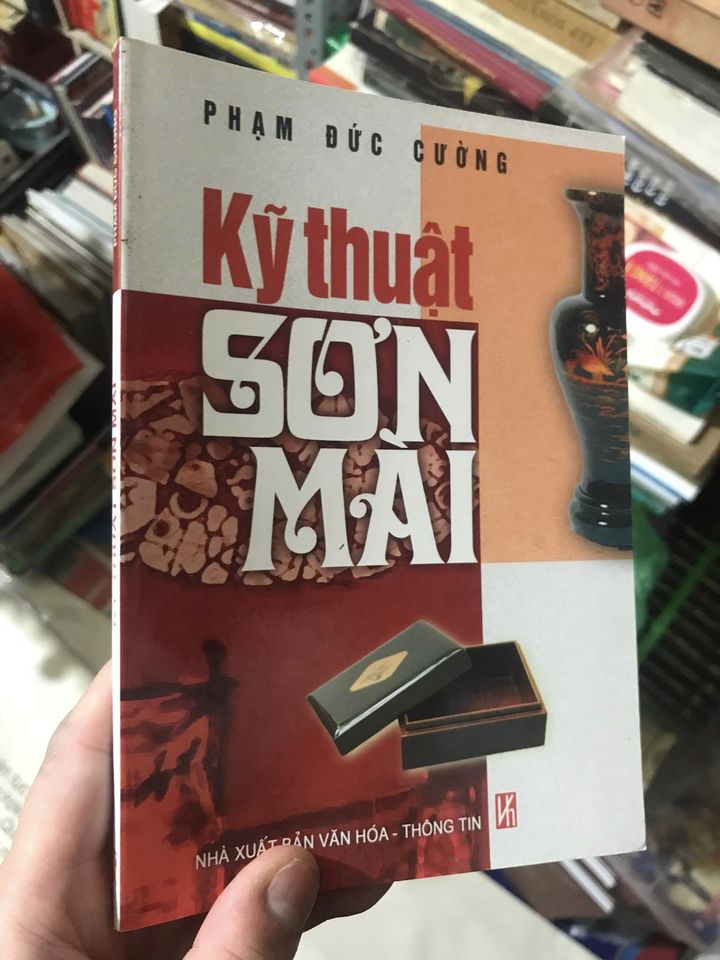 PHẠM ĐỨC CƯỜNG
Kỹ thuật
SƠN
MÀI
NHÀ XUẤT BẢN VĂN HÓA - THÔNG TIN